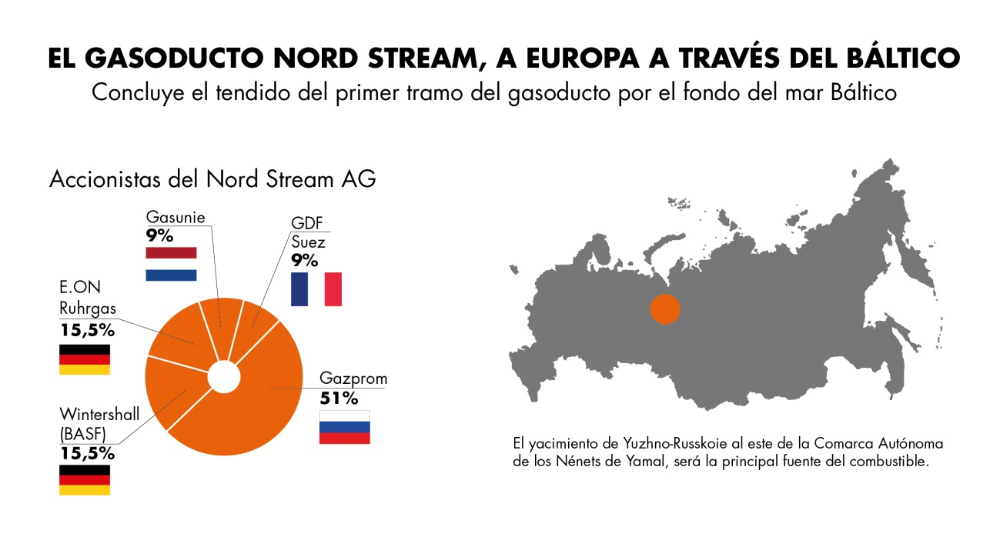 EL GASODUCTO NORD STREAM, A EUROPA A TRAVÉS DEL BÁLTICO
Concluye el tendido del primer tramo del gasoducto por el fondo del mar Báltico
Accionistas del Nord Stream AG
Gasunie
9%
GDF
Suez
9%
E.ON
Ruhrgas
15,5%
Gazprom
51%
Wintershall
(BASF)
15,5%
El yacimiento de Yuzhno-Russkoie al este de la Comarca Autónoma
de los Nénets de Yamal, será la principal fuente del combustible.